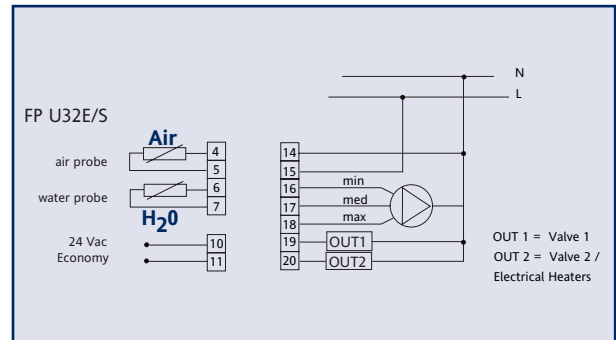 N
L
FP U32E/S
Air
air probe
4
5
water probe
6
7
H20
24 Vac
Economy
10
11
14
15
16
min
17
med
18
max
19
OUT1
20
OUT2
OUT 1 = Valve 1
OUT 2 = Valve 2 /
Electrical Heaters